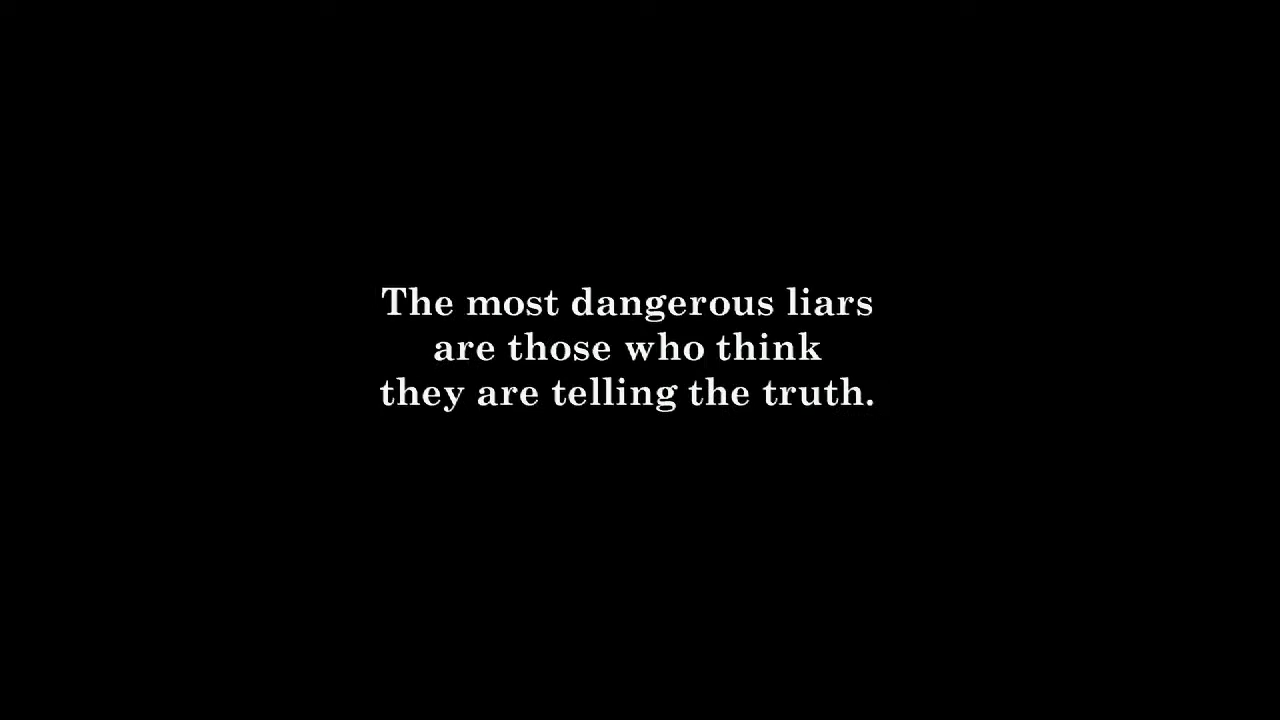 The most dangerous liars
are those who think
they are telling the truth.